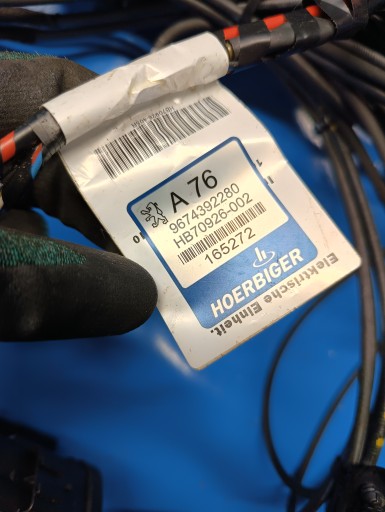 A 76
9674392280
HB70926-002
165272
HOERBIGER
Elektrische Einheit.